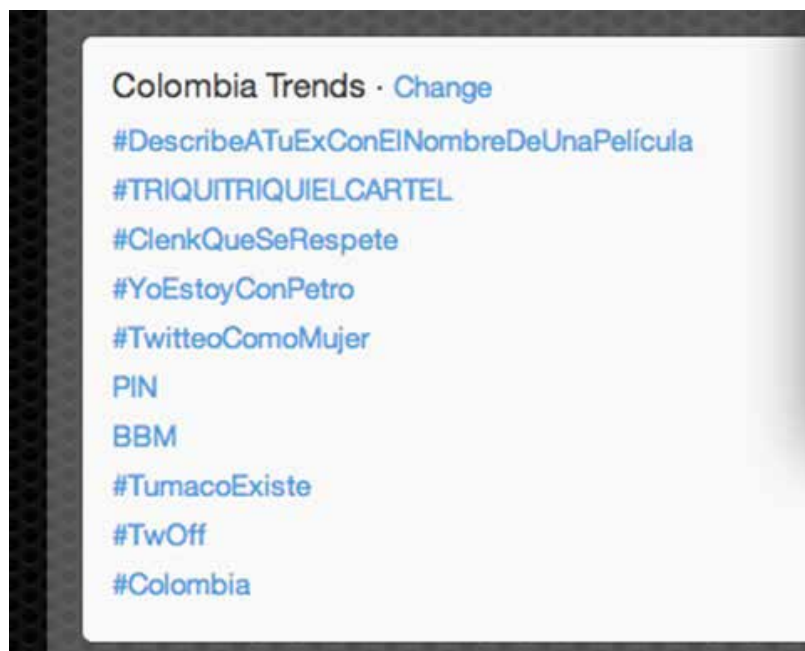 Colombia Trends · Change
#DescribeATuExConElNombreDeUnaPelícula
#TRIQUITRIQUIELCARTEL
#ClenkQueSeRespete
#YoEstoyConPetro
#TwitteoComoMujer
PIN
BBM
#TumacoExiste
#TwOff
#Colombia